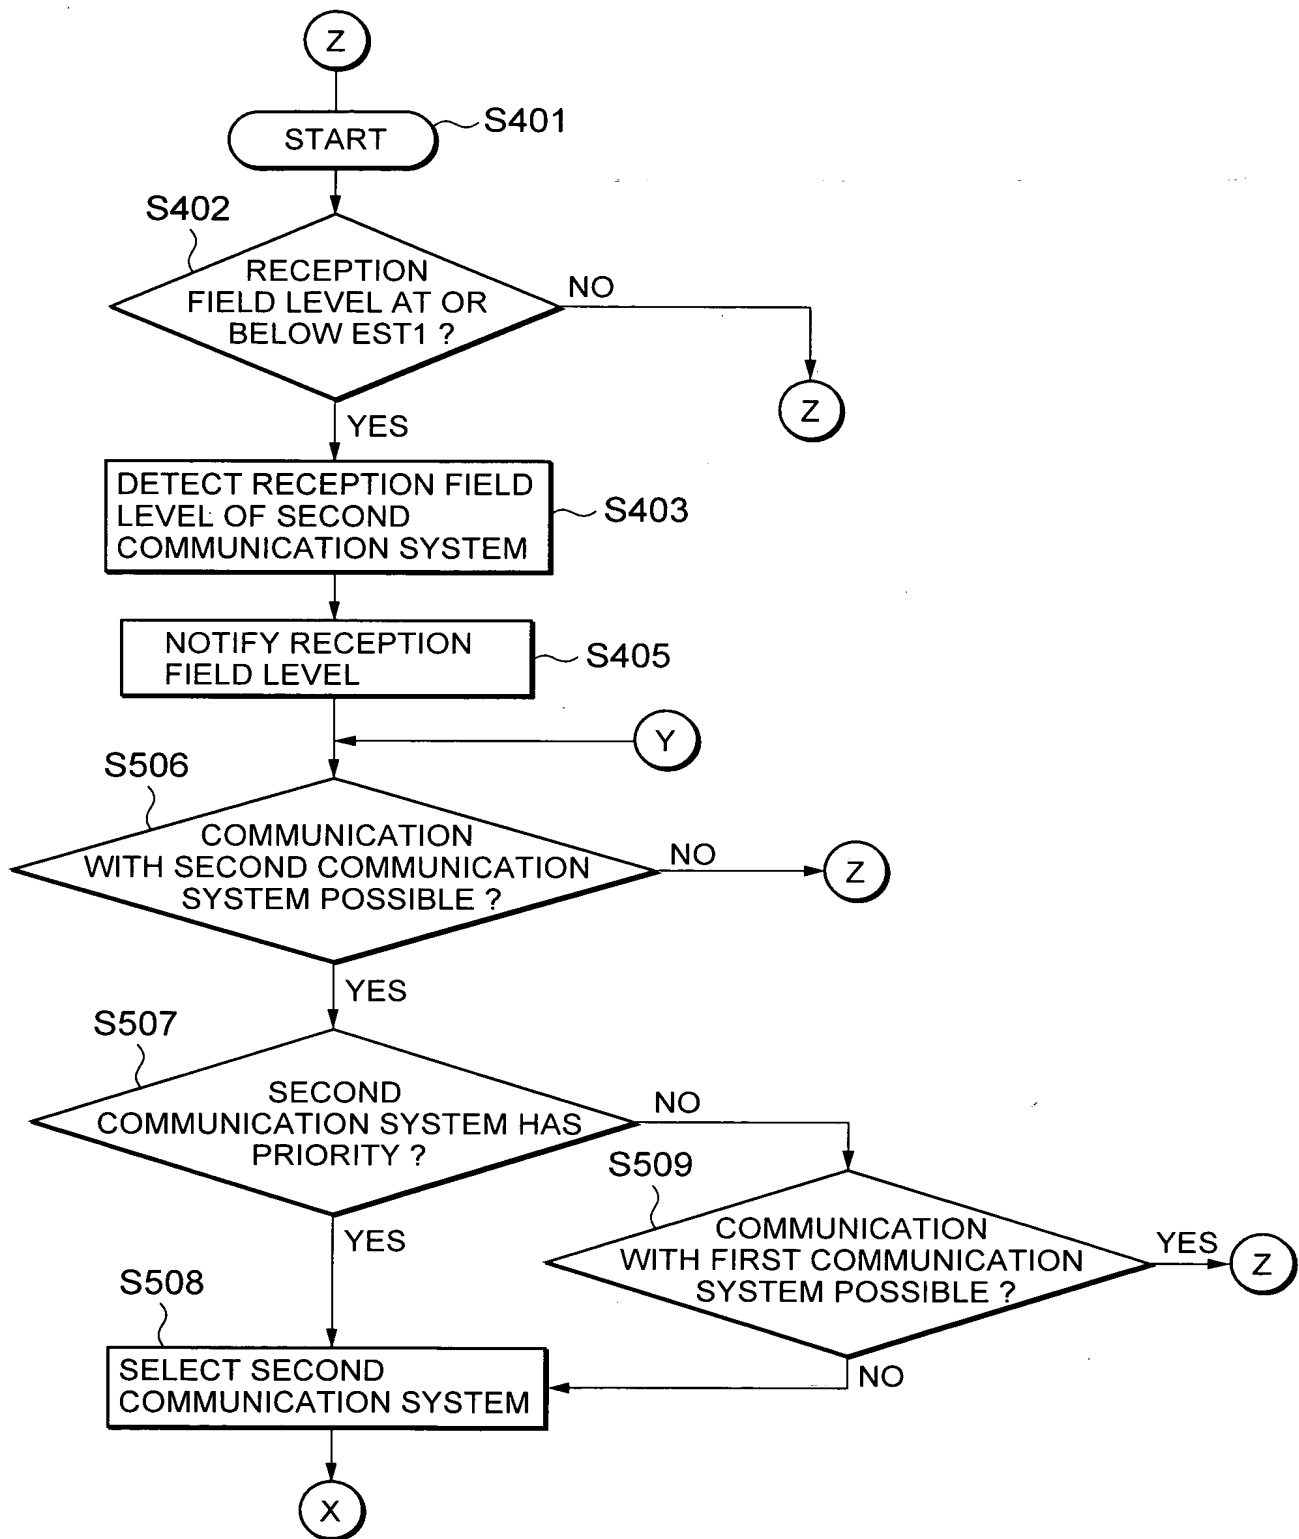 Z
START
S401
S402
RECEPTION
FIELD LEVEL AT OR
BELOW EST1 ?
NO
Z
YES
DETECT RECEPTION FIELD
LEVEL OF SECOND
COMMUNICATION SYSTEM
S403
NOTIFY RECEPTION
FIELD LEVEL
S405
Y
S506
COMMUNICATION
WITH SECOND COMMUNICATION
SYSTEM POSSIBLE ?
NO
Z
YES
S507
SECOND
COMMUNICATION SYSTEM HAS
PRIORITY ?
NO
S509
COMMUNICATION
WITH FIRST COMMUNICATION
SYSTEM POSSIBLE ?
YES
Z
NO
YES
S508
SELECT SECOND
COMMUNICATION SYSTEM
X